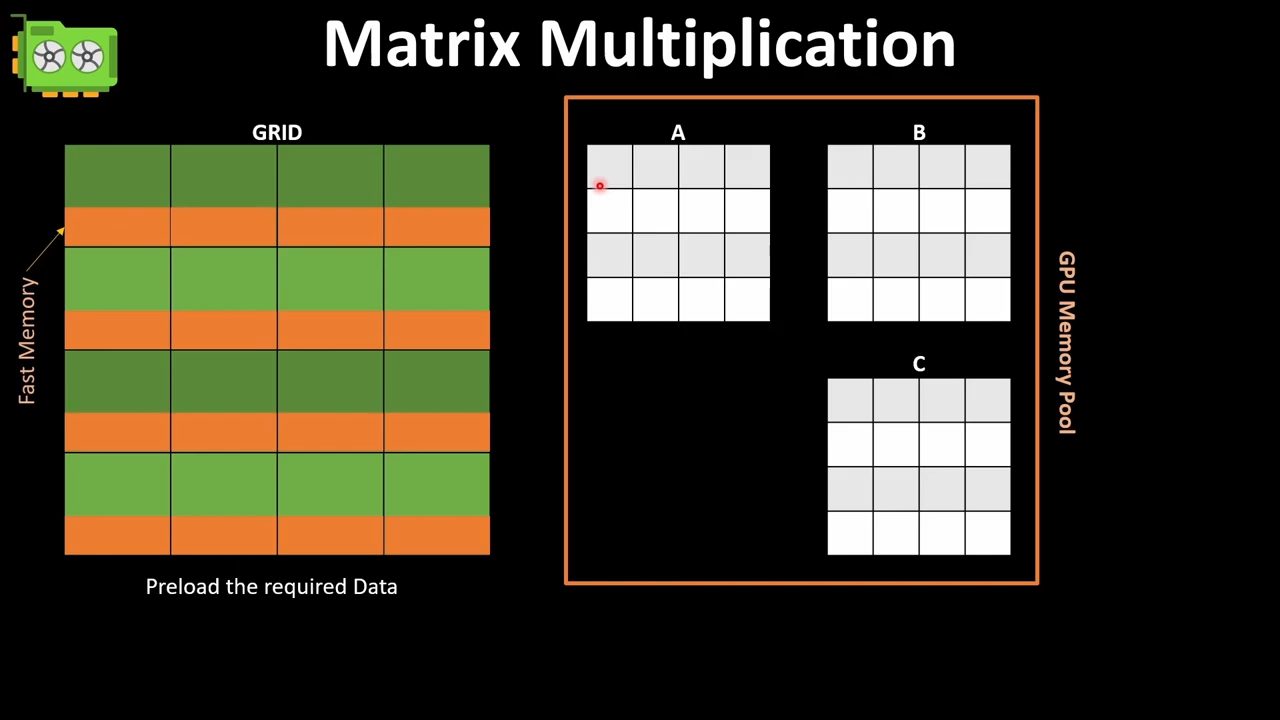 Matrix Multiplication
GRID
A
B
Fast Memory
C
GPU Memory Pool
Preload the required Data